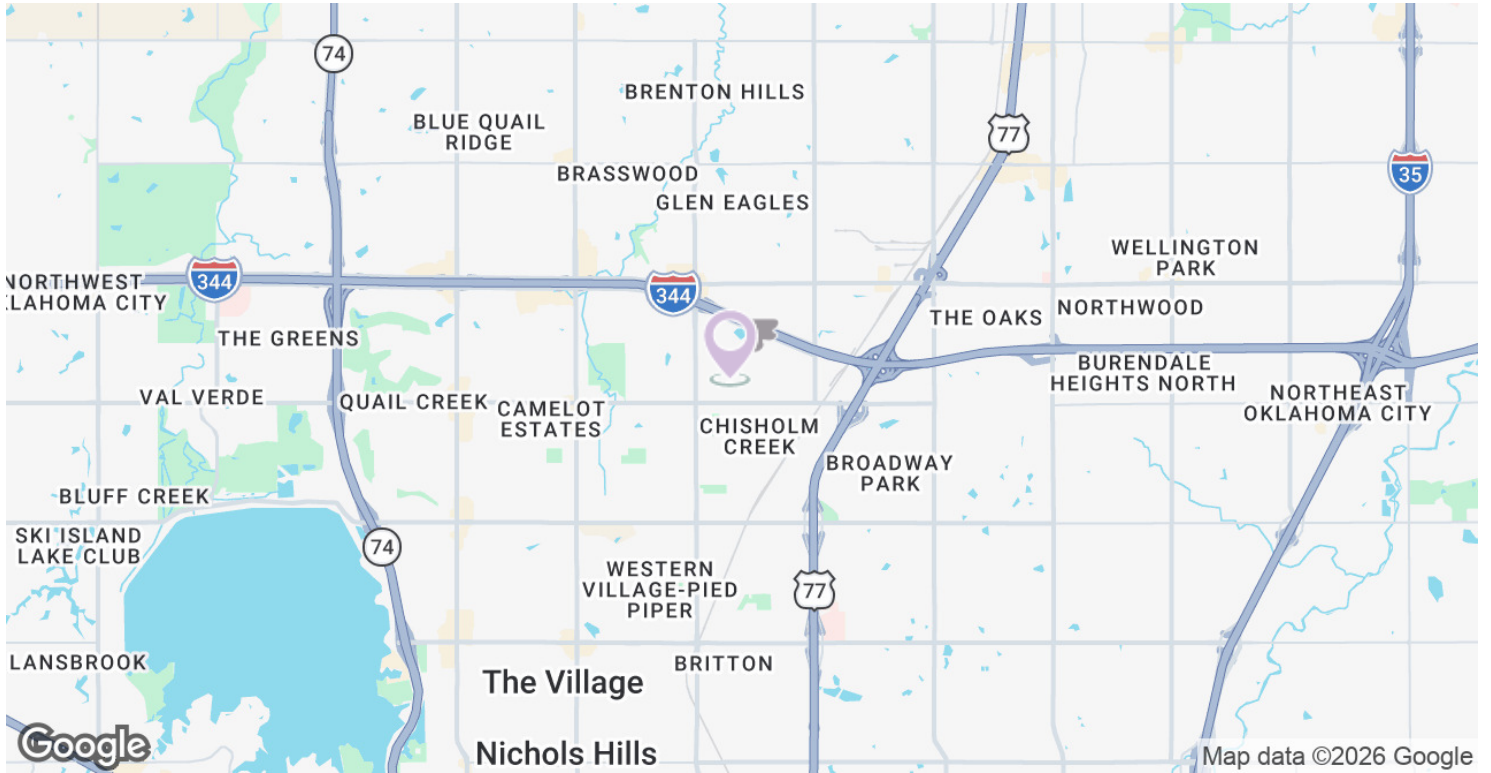 74
BRENTON HILLS
BLUE QUAIL
RIDGE
77
35
BRASSWOOD
GLEN EAGLES
WELLINGTON
PARK
NORTHWEST
KLAHOMA CITY
344
344
THE OAKS
NORTHWOOD
THE GREENS
BURENDALE
HEIGHTS NORTH
VAL VERDE
QUAIL CREEK
CAMELOT
ESTATES
CHISHOLM
CREEK
NORTHEAST
OKLAHOMA CITY
BROADWAY
PARK
BLUFF CREEK
SKI ISLAND
LAKE CLUB
74
WESTERN
VILLAGE-PIED
PIPER
77
LANSBROOK
BRITTON
The Village
Nichols Hills
Google
Map data ©2026 Google